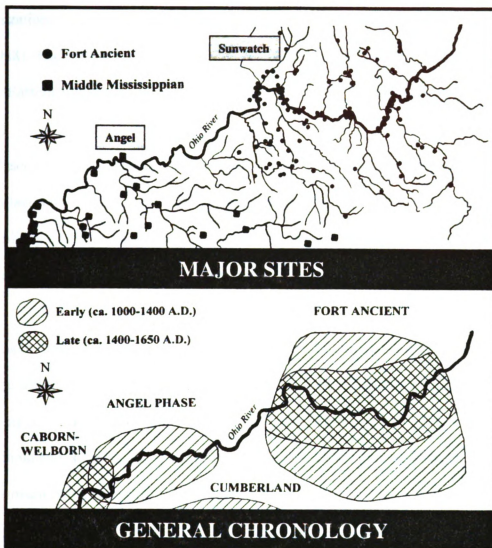 Fort Ancient
Sunwatch
Middle Mississippian
N
Angel
Ohio River
MAJOR SITES
Early (ca. 1000-1400 A.D.)
FORT ANCIENT
Late (ca. 1400-1650 A.D.)
N
ANGEL PHASE
Ohio River
CABORN-
WELBORN
CUMBERLAND
GENERAL CHRONOLOGY